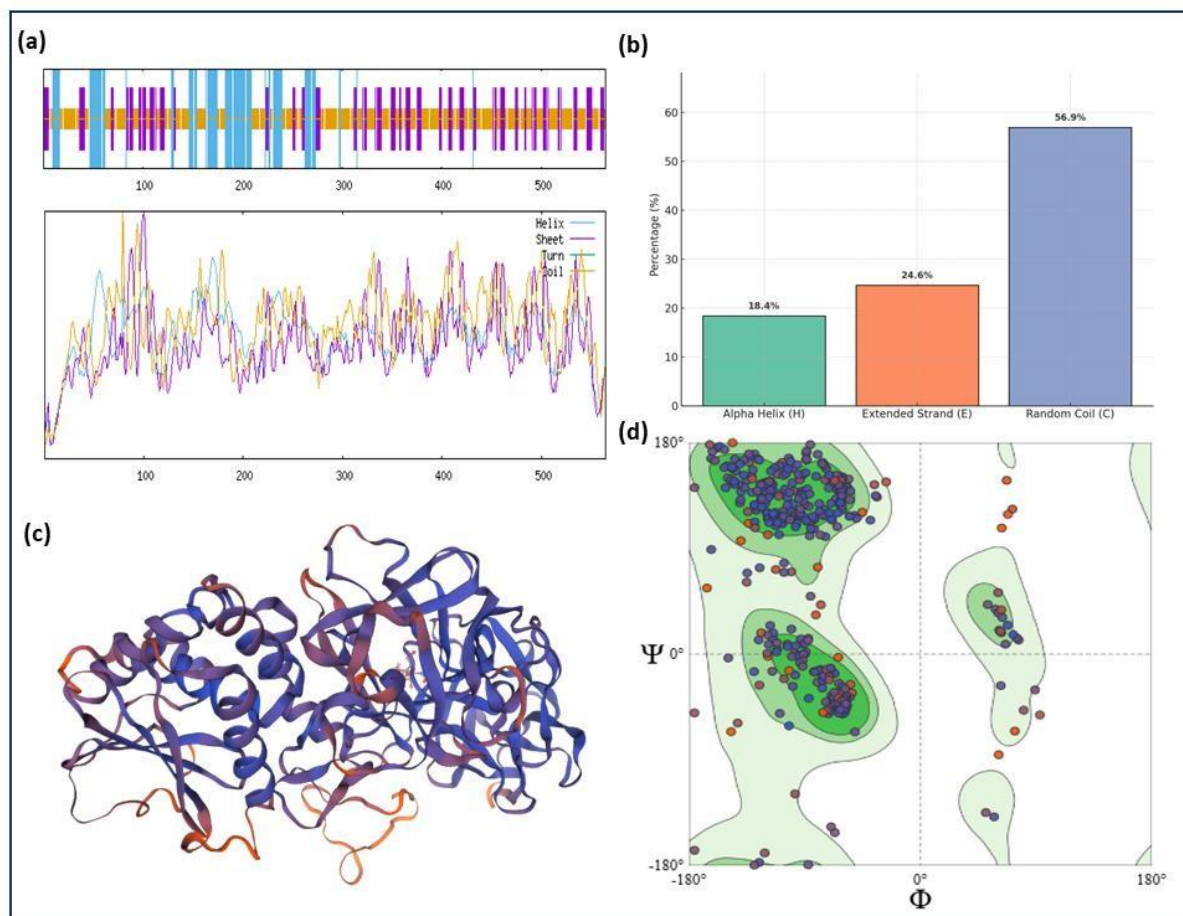 (a)
100 200 300 400 500
Helix
Sheet
Turn
Coil
100 200 300 400 500
(b)
Percentage (%)
60
50
40
30
20
10
0
18.4%
24.6%
56.9%
Alpha Helix (H) Extended Strand (E) Random Coil (C)
(c)
(d)
180°
Ψ 0°
-180°
-180° 0° 180°
Φ